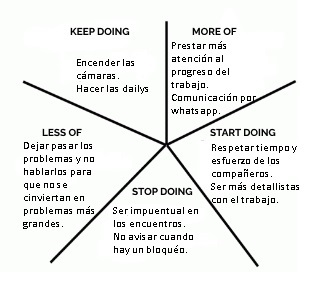 KEEP DOING
Encender las
cámaras.
Hacer las dailys
MORE OF
Prestar más
atención al
progreso del
trabajo.
Comunicación por
whatsapp.
LESS OF
Dejar pasar los
problemas y no
hablarlos para
que no se
cinviertan en
problemas más
grandes.
START DOING
Respetar tiempo y
esfuerzo de los
compañeros.
Ser más detallistas
con el trabajo.
STOP DOING
Ser impuentual en
los encuentros.
No avisar cuando
hay un bloquéo.